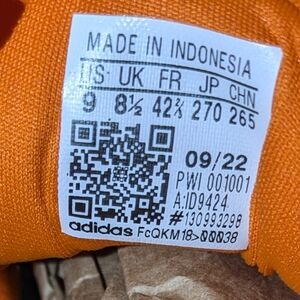 MADE IN INDONESIA
US UK FR JP CHN
9 8½ 42⅔ 270 265
09/22
PWI 001001
A:ID9424
#130993298
adidas FcQKM18>00038